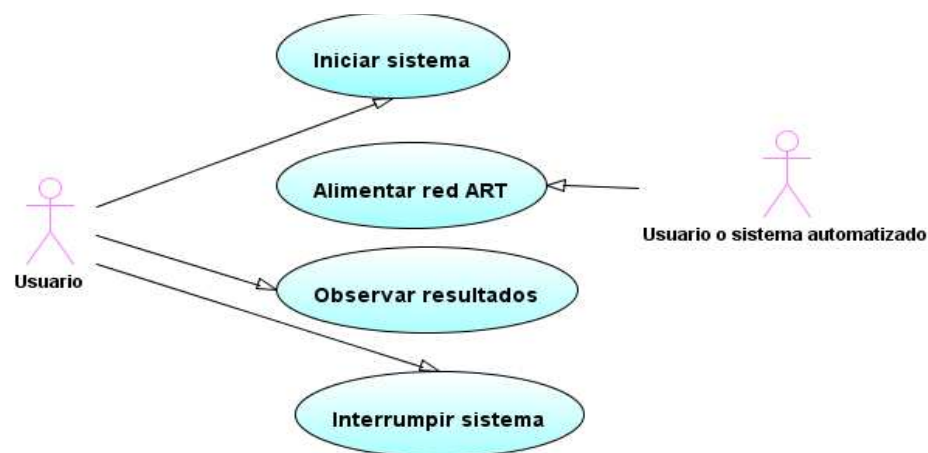 Iniciar sistema
Alimentar red ART
Usuario o sistema automatizado
Usuario
Observar resultados
Interrumpir sistema